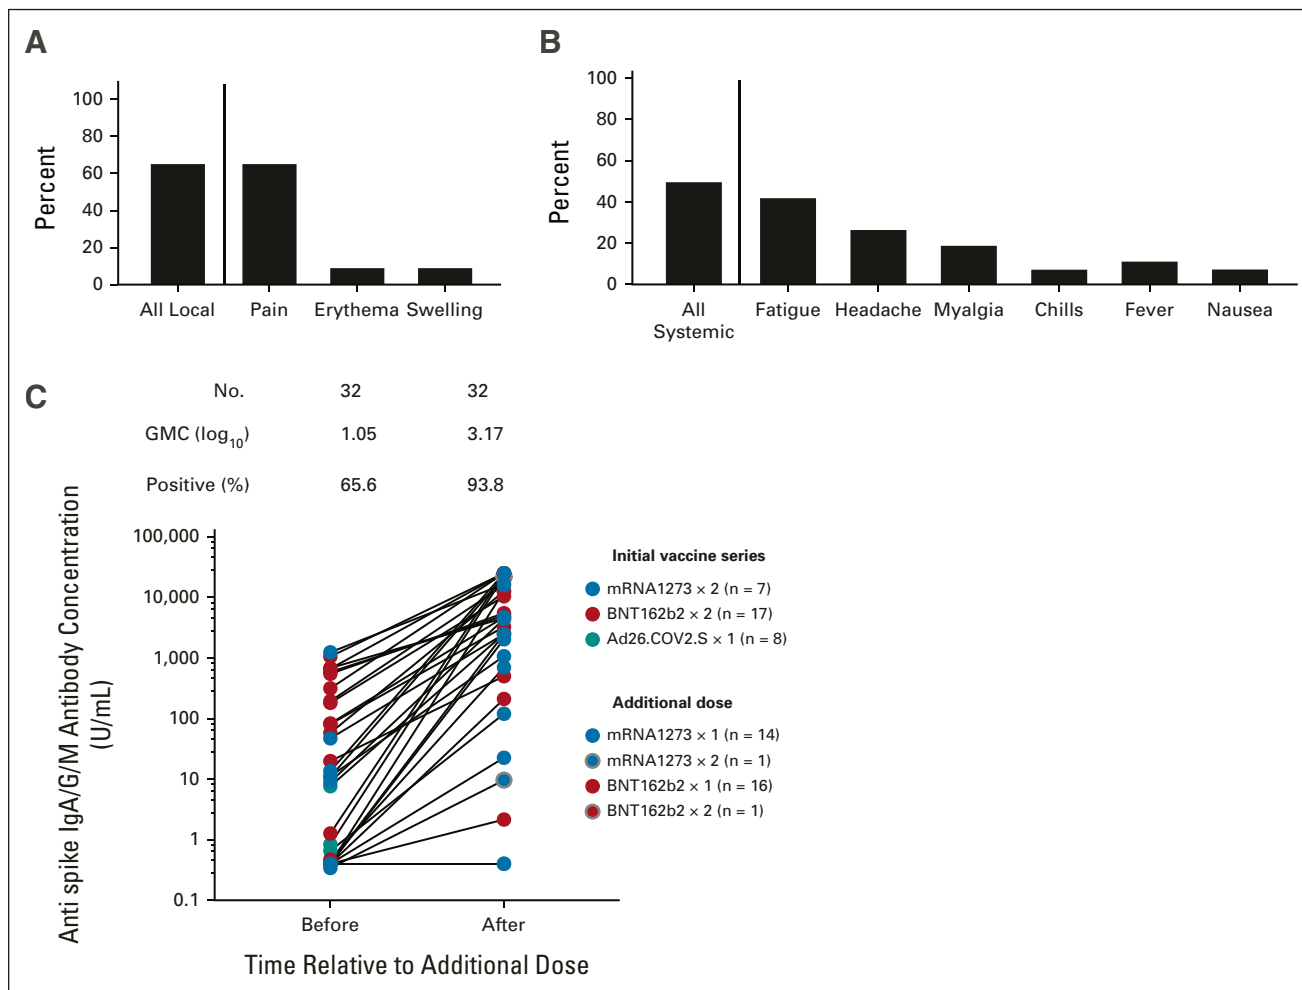 A
Percent
100
80
60
40
20
0
All Local
Pain
Erythema
Swelling
B
Percent
100
80
60
40
20
0
All
Systemic
Fatigue
Headache
Myalgia
Chills
Fever
Nausea
C
No. 32 32
GMC (log10) 1.05 3.17
Positive (%) 65.6 93.8
Anti spike IgA/G/M Antibody Concentration
(U/mL)
100,000
10,000
1,000
100
10
1
0.1
Before
After
Time Relative to Additional Dose
Initial vaccine series
mRNA1273 × 2 (n = 7)
BNT162b2 × 2 (n = 17)
Ad26.COV2.S × 1 (n = 8)
Additional dose
mRNA1273 × 1 (n = 14)
mRNA1273 × 2 (n = 1)
BNT162b2 × 1 (n = 16)
BNT162b2 × 2 (n = 1)